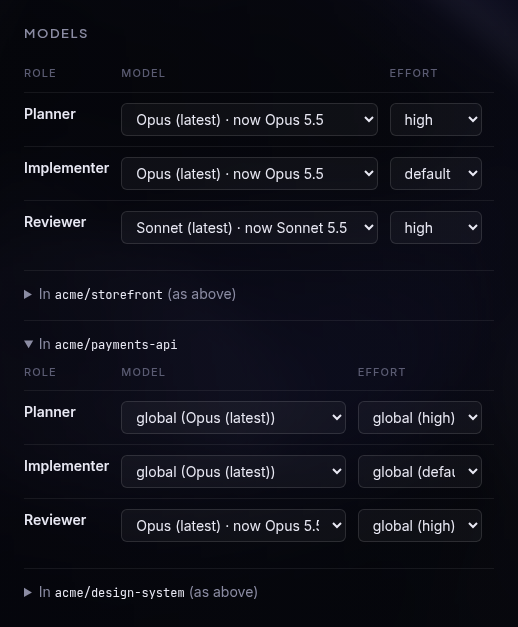 MODELS
ROLE MODEL EFFORT
Planner Opus (latest) · now Opus 5.5 high
Implementer Opus (latest) · now Opus 5.5 default
Reviewer Sonnet (latest) · now Sonnet 5.5 high
In acme/storefront (as above)
In acme/payments-api
ROLE MODEL EFFORT
Planner global (Opus (latest)) global (high)
Implementer global (Opus (latest)) global (defau
Reviewer Opus (latest) · now Opus 5.5 global (high)
In acme/design-system (as above)